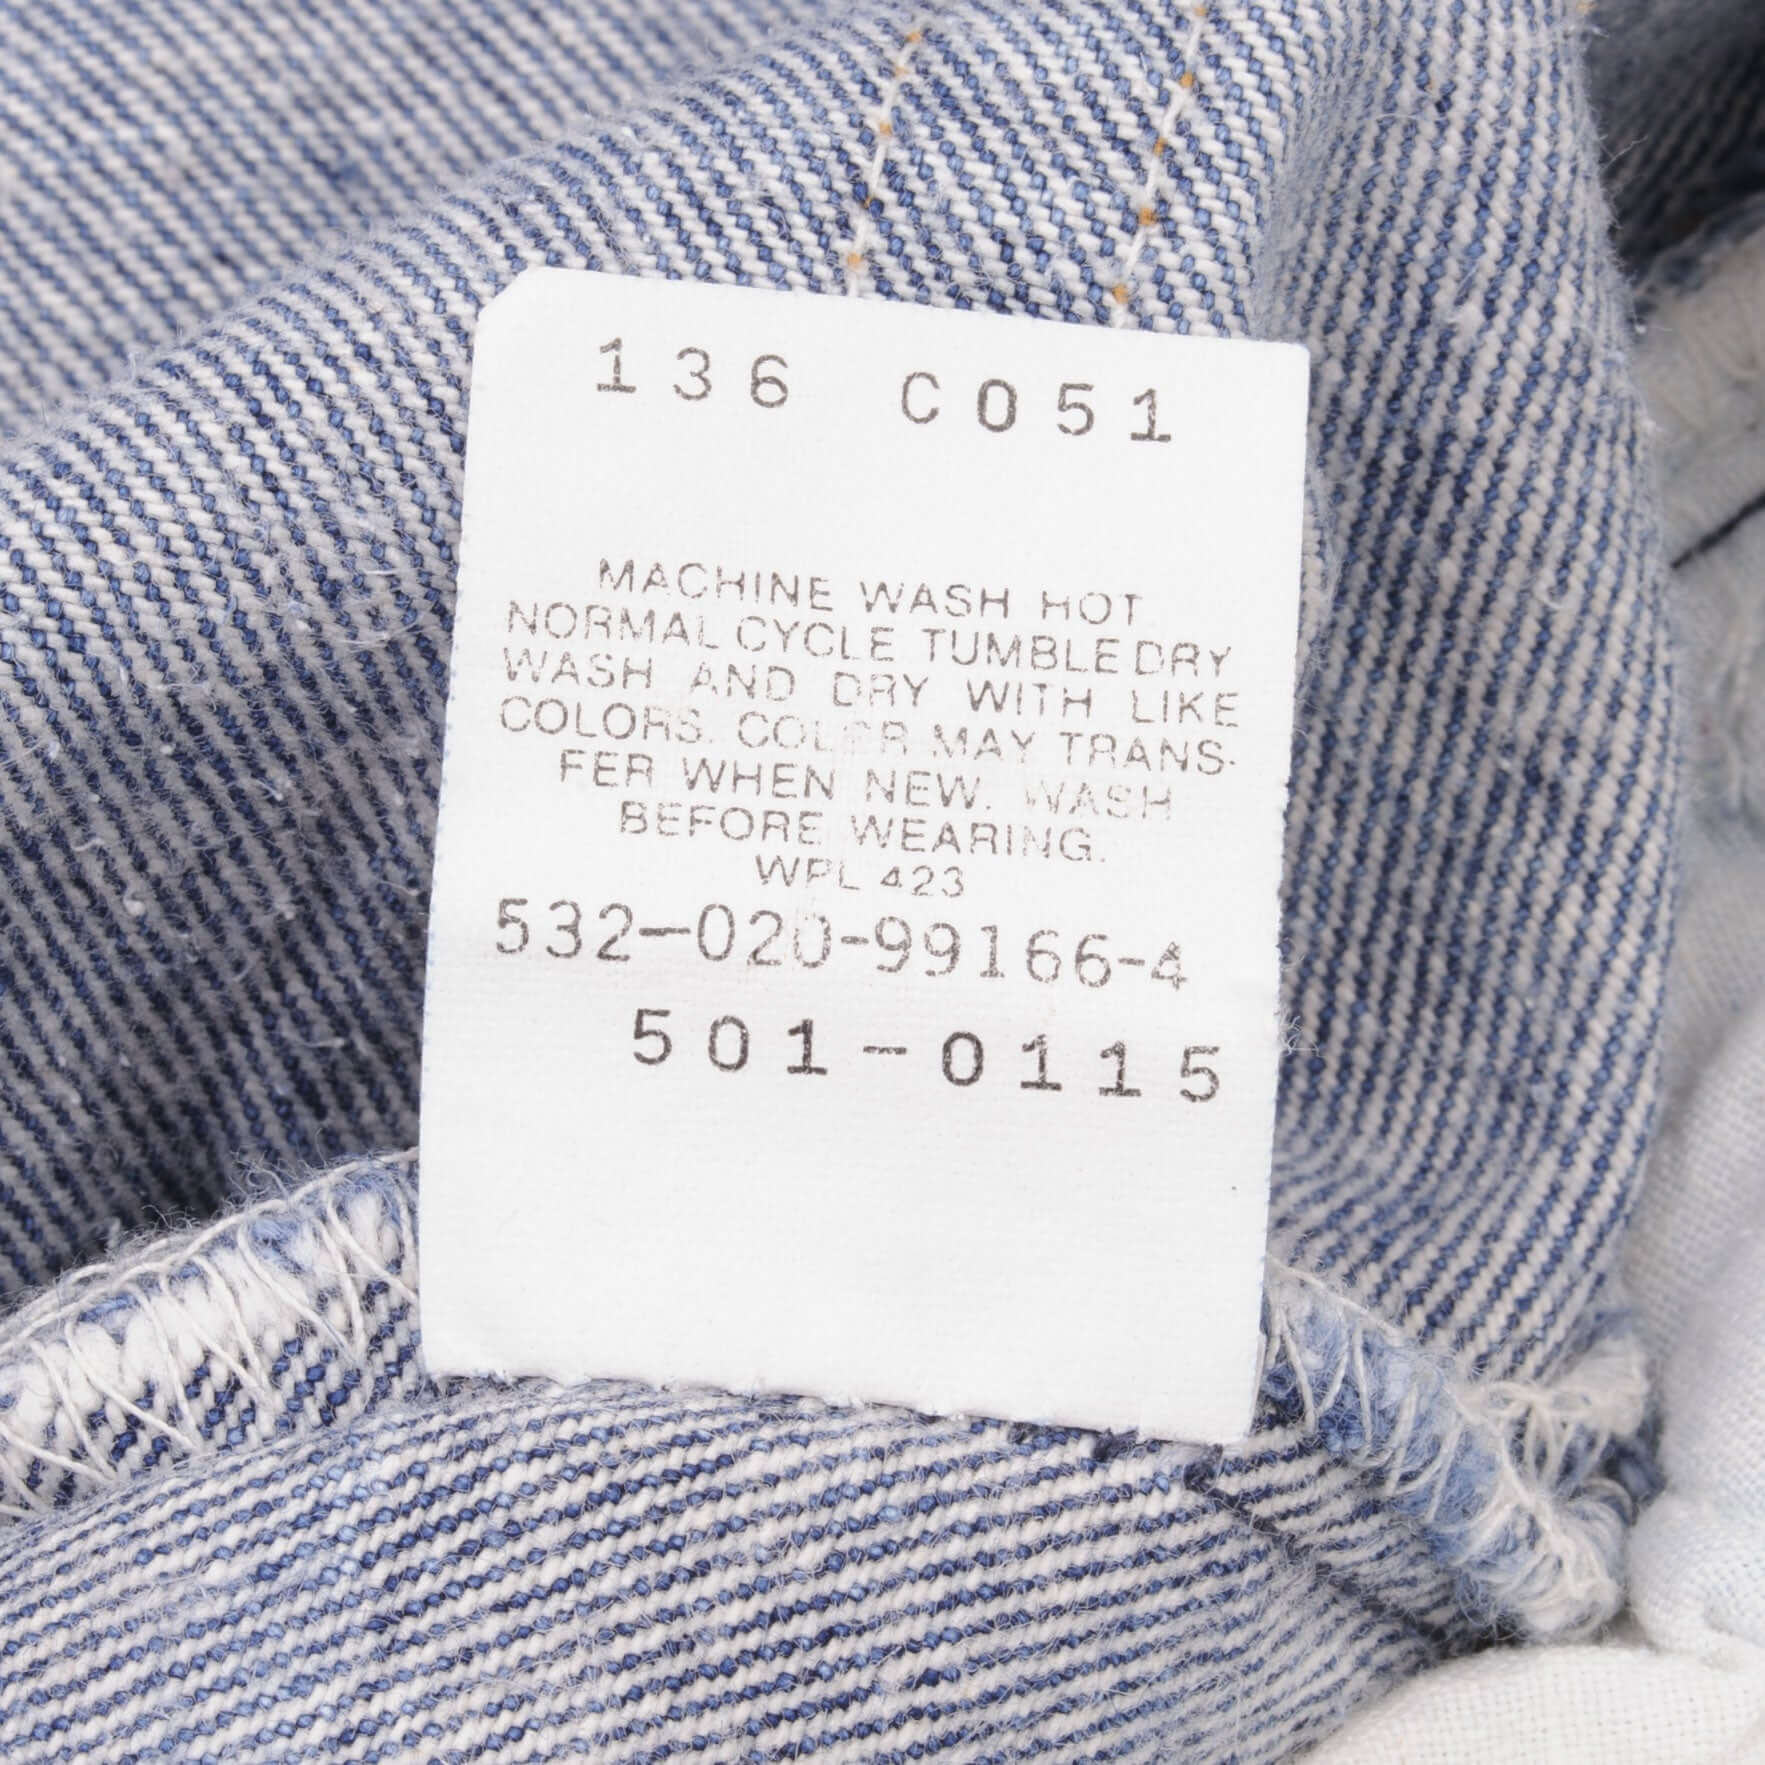 136 C051
MACHINE WASH HOT
NORMAL CYCLE TUMBLE DRY
WASH AND DRY WITH LIKE
COLORS. COLOR MAY TRANS-
FER WHEN NEW. WASH
BEFORE WEARING.
WPL 423
532-020-99166-4
501-0115